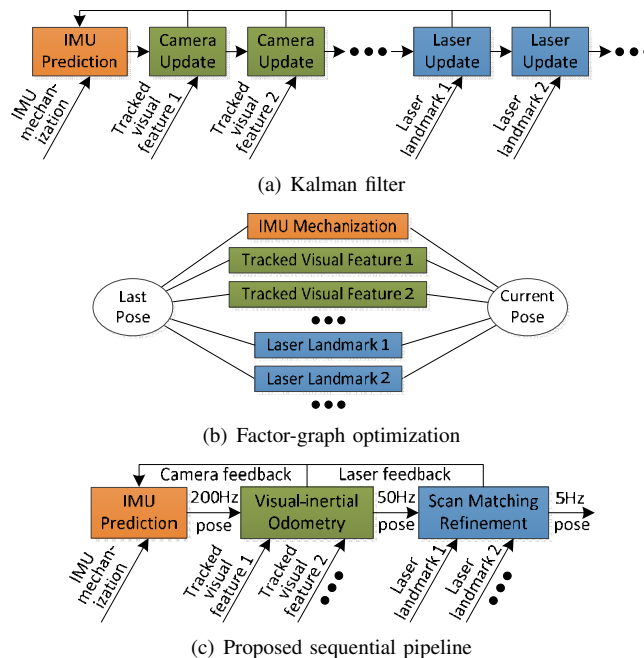 IMU Prediction
Camera Update
Camera Update
Laser Update
Laser Update
IMU mechan-ization
Tracked visual feature 1
Tracked visual feature 2
Laser landmark 1
Laser landmark 2
(a) Kalman filter
IMU Mechanization
Tracked Visual Feature 1
Tracked Visual Feature 2
Last Pose
Current Pose
Laser Landmark 1
Laser Landmark 2
(b) Factor-graph optimization
Camera feedback
Laser feedback
IMU Prediction
200Hz pose
Visual-inertial Odometry
50Hz pose
Scan Matching Refinement
5Hz pose
IMU mechan-ization
Tracked visual feature 1
Tracked visual feature 2
Laser landmark 1
Laser landmark 2
(c) Proposed sequential pipeline